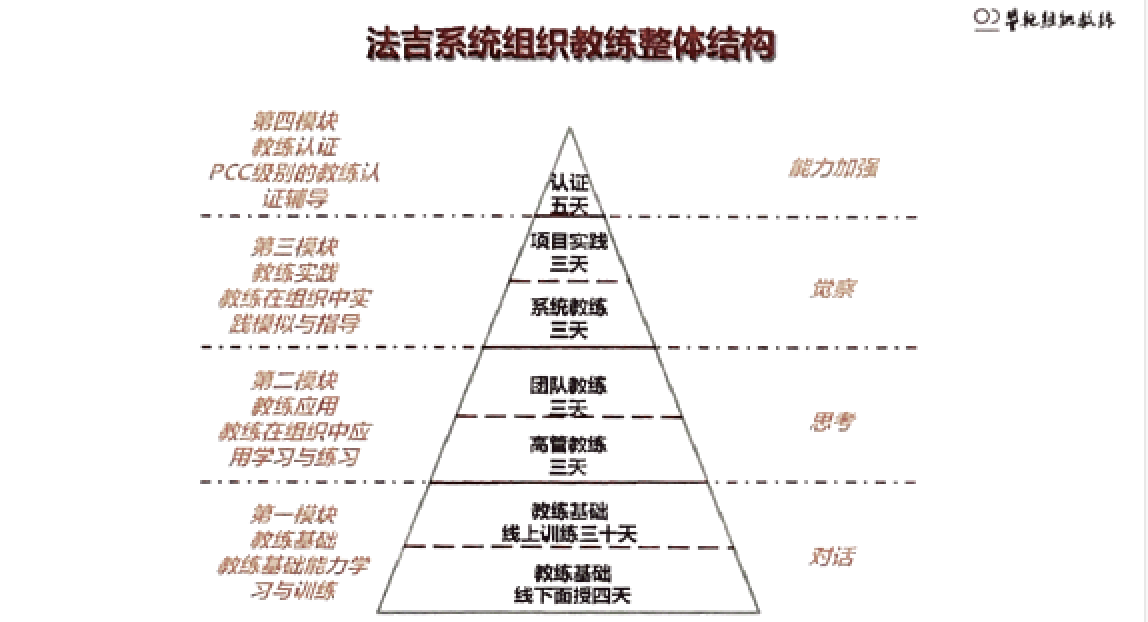 法吉系统组织教练整体结构
第四模块
教练认证
PCC级别的教练认
证辅导
认证
五天
能力加强
第三模块
教练实践
教练在组织中实
践模拟与指导
项目实践
三天
系统教练
三天
觉察
第二模块
教练应用
教练在组织中应
用学习与练习
团队教练
三天
高管教练
三天
思考
第一模块
教练基础
教练基础能力学
习与训练
教练基础
线上训练三十天
教练基础
线下面授四天
对话